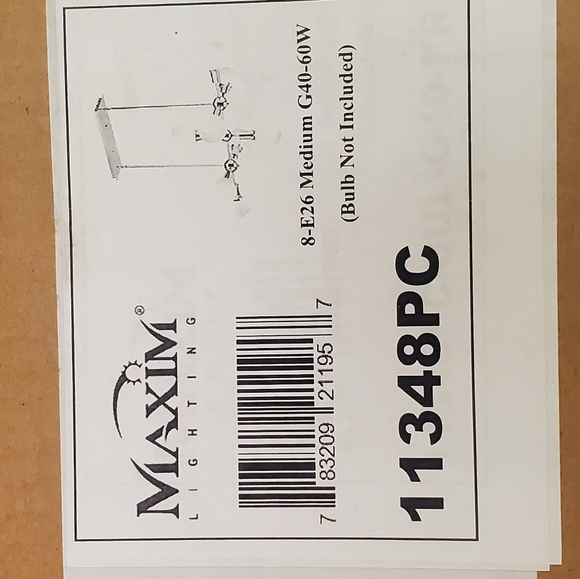 MAXIM®
LIGHTING
8-E26 Medium G40-60W
(Bulb Not Included)
7 83209 21195 7
11348PC